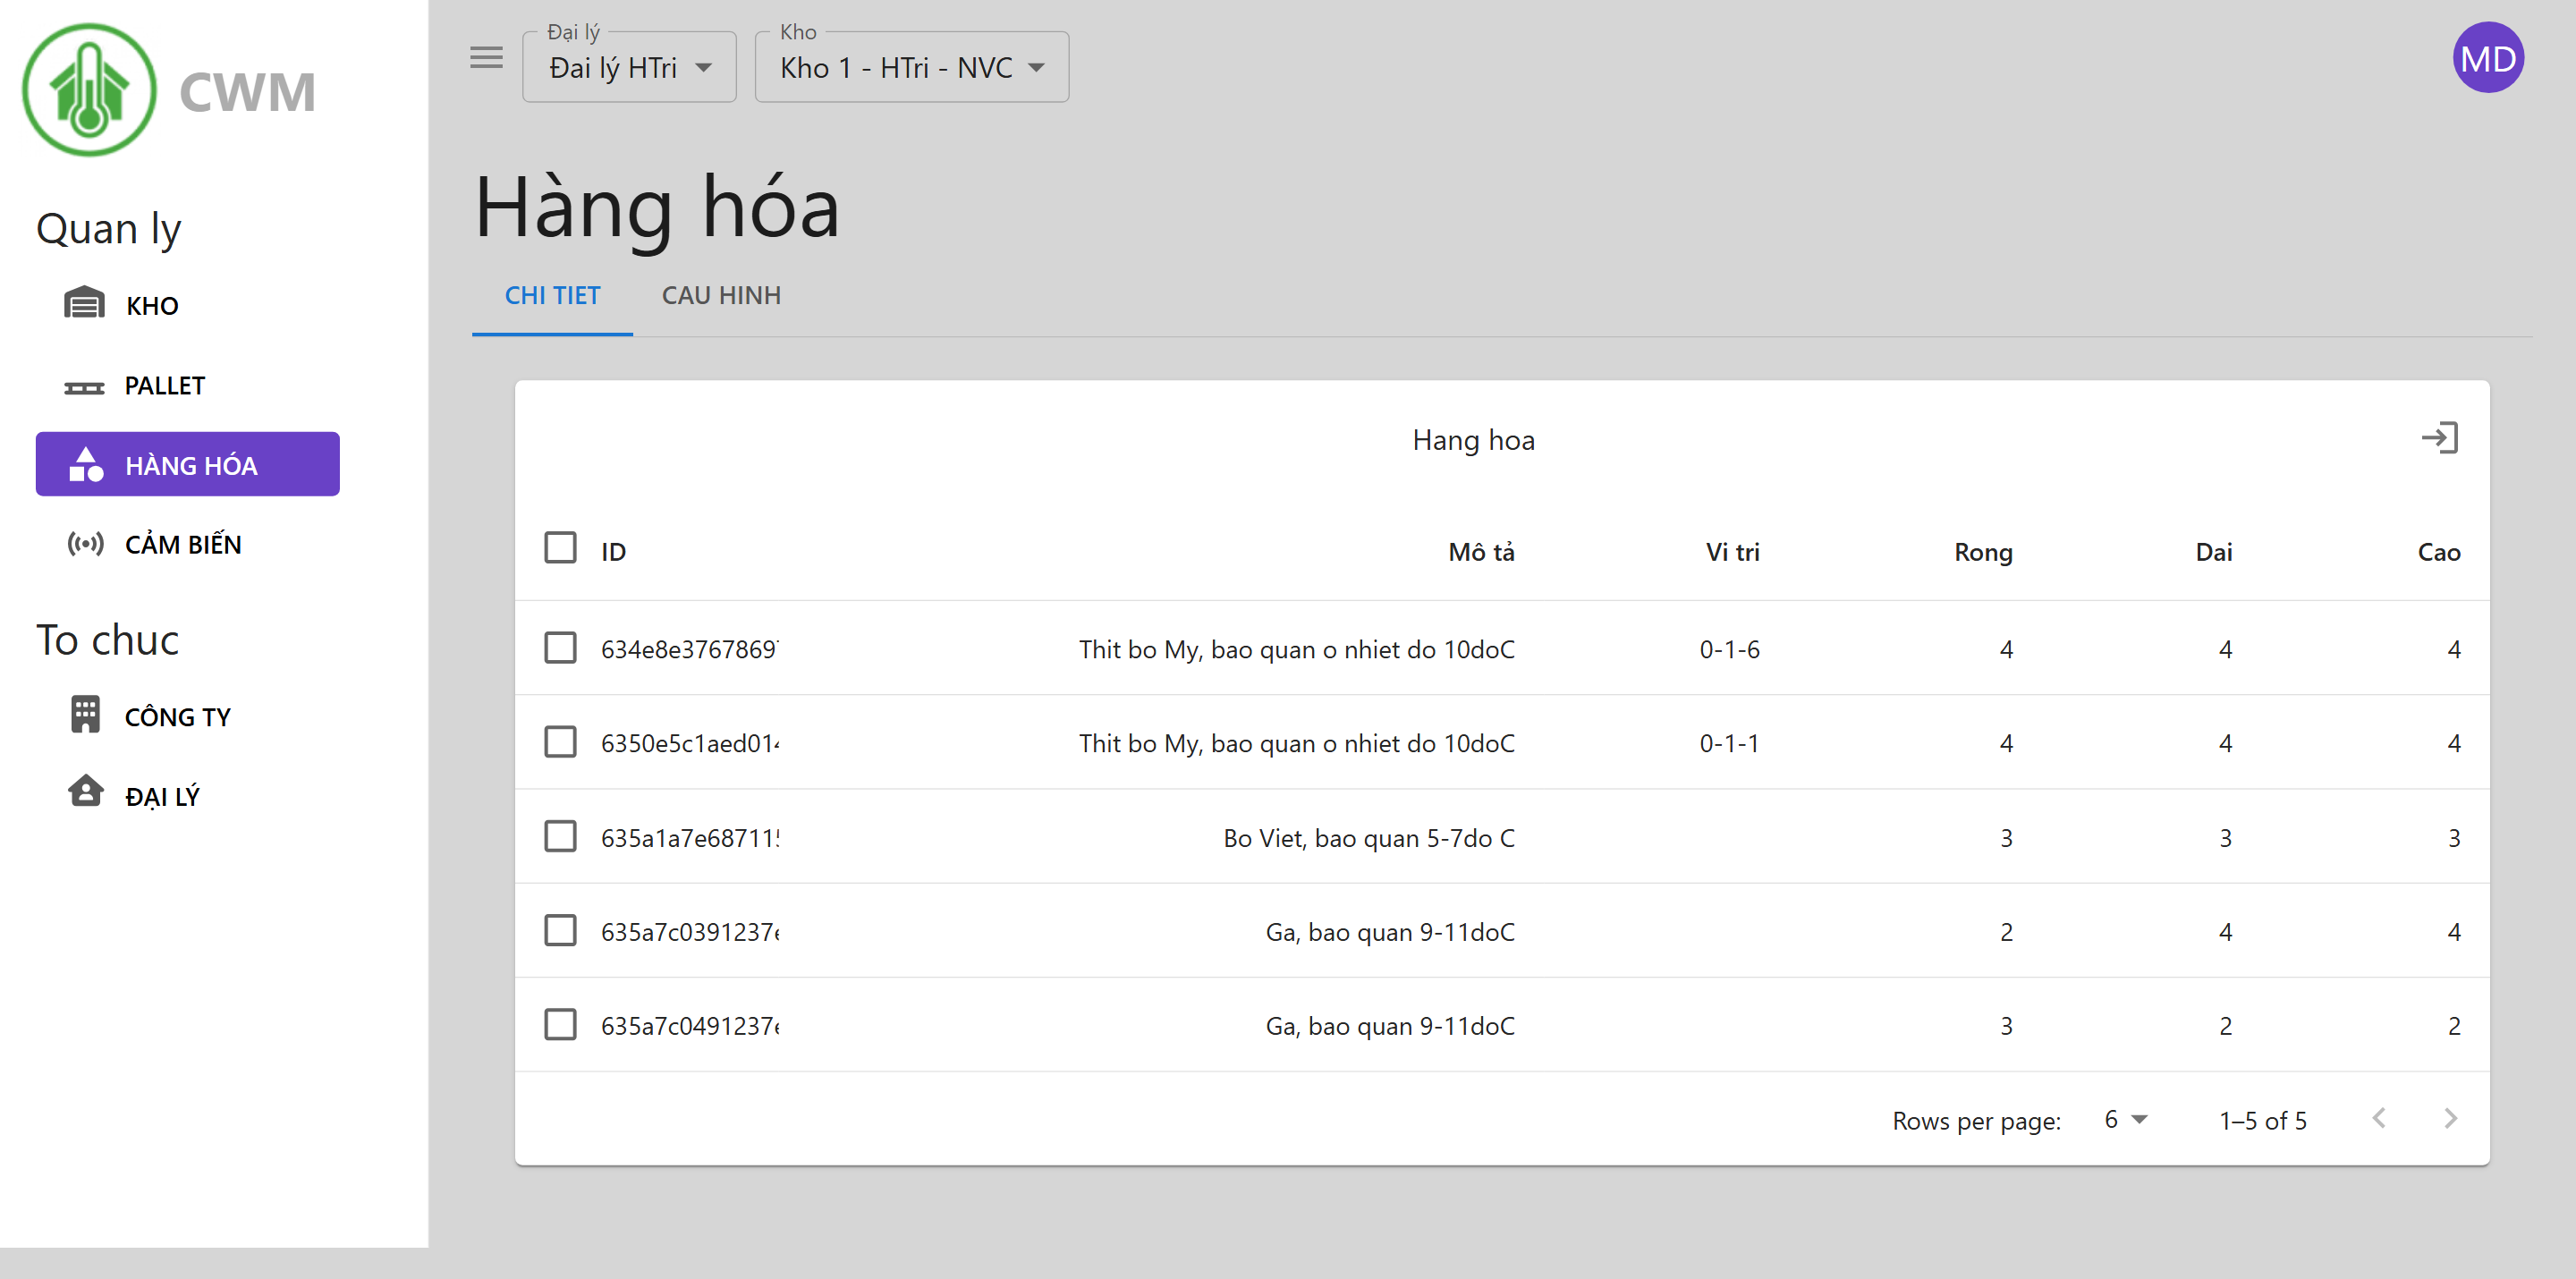 CWM
Quan ly
KHO
PALLET
HÀNG HÓA
CẢM BIẾN
To chuc
CÔNG TY
ĐẠI LÝ
Đại lý
Đai lý HTri
Kho
Kho 1 - HTri - NVC
MD
Hàng hóa
CHI TIET CAU HINH
Hang hoa
ID Mô tả Vi tri Rong Dai Cao
634e8e3767869 Thit bo My, bao quan o nhiet do 10doC 0-1-6 4 4 4
6350e5c1aed01 Thit bo My, bao quan o nhiet do 10doC 0-1-1 4 4 4
635a1a7e68711 Bo Viet, bao quan 5-7do C 3 3 3
635a7c0391237 Ga, bao quan 9-11doC 2 4 4
635a7c0491237 Ga, bao quan 9-11doC 3 2 2
Rows per page: 6 1–5 of 5